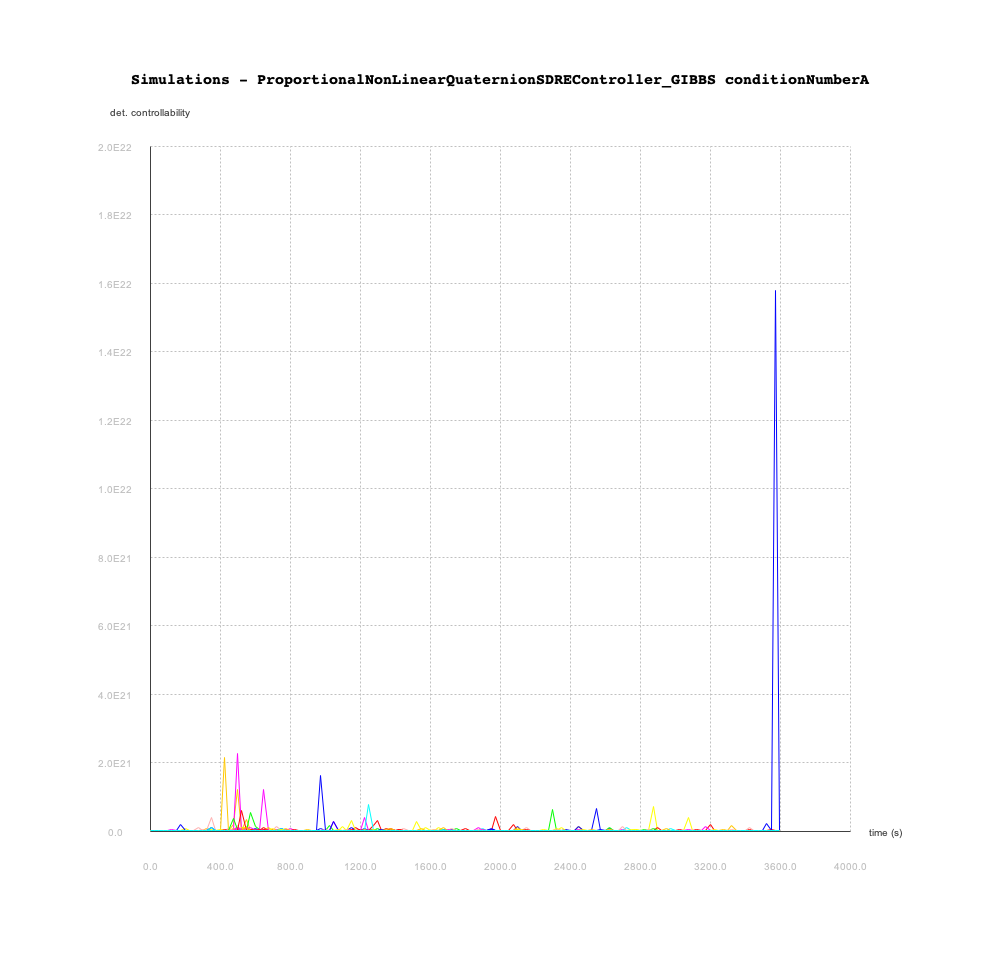 Simulations - ProportionalNonLinearQuaternionSDREController_GIBBS conditionNumberA
det. controllability
2.0E22
1.8E22
1.6E22
1.4E22
1.2E22
1.0E22
8.0E21
6.0E21
4.0E21
2.0E21
0.0
time (s)
0.0 400.0 800.0 1200.0 1600.0 2000.0 2400.0 2800.0 3200.0 3600.0 4000.0